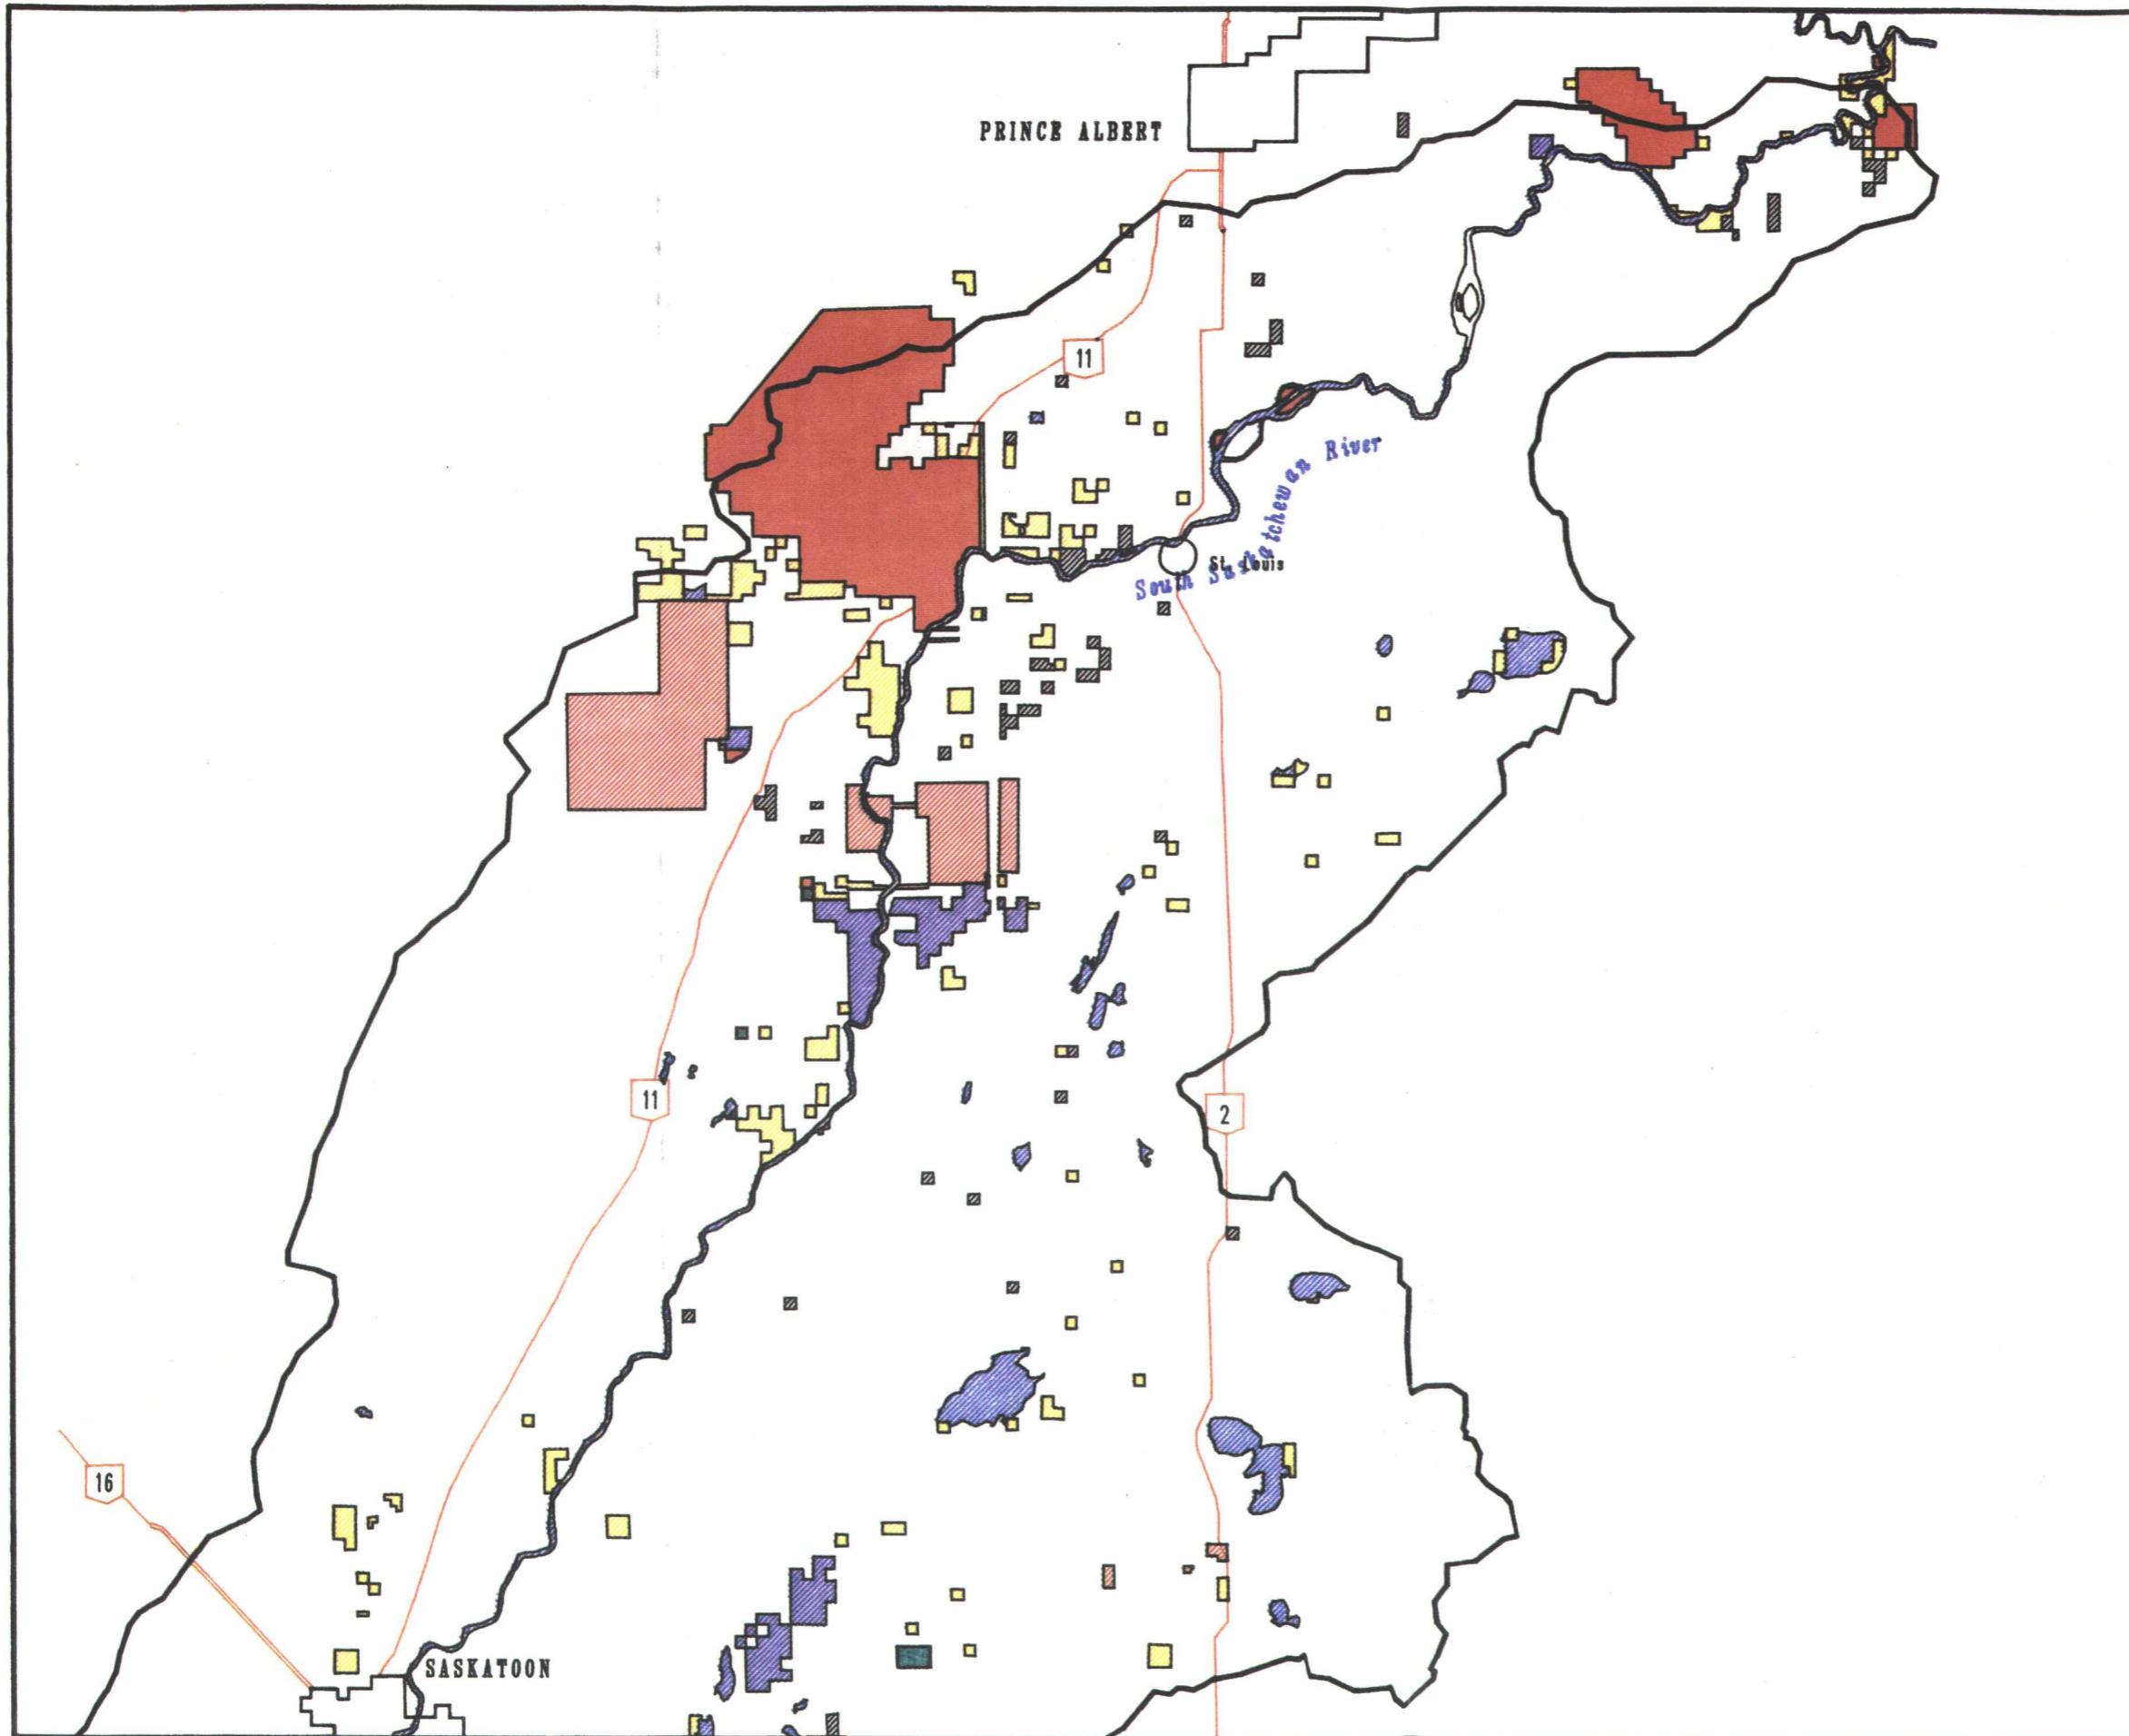 PRINCE ALBERT
11
South Saskatchewan River
St. Louis
11
2
16
SASKATOON